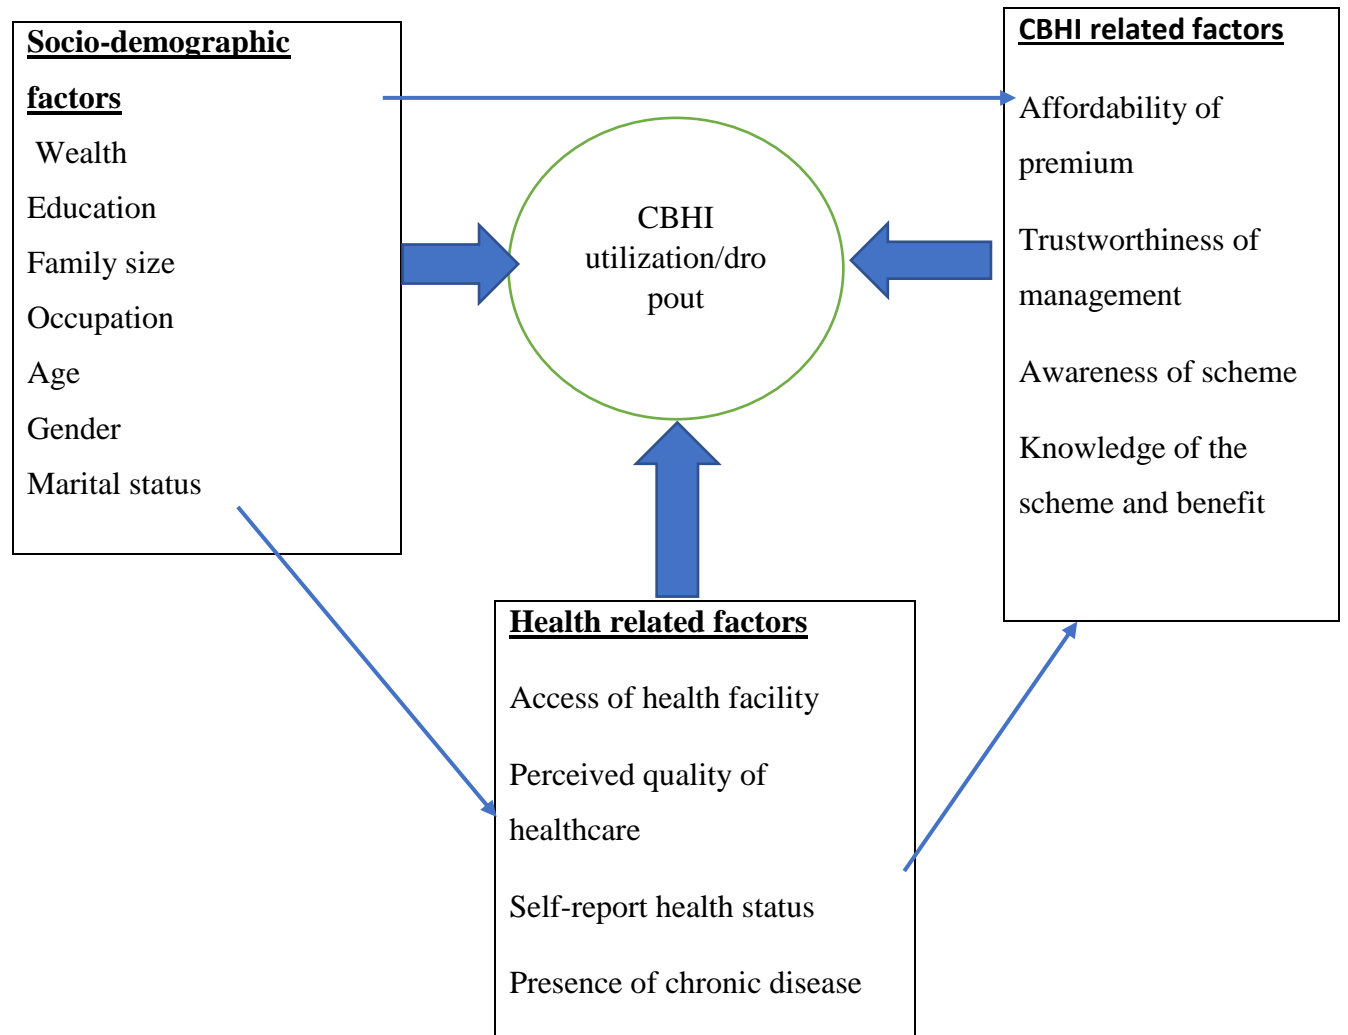 Socio-demographic
factors
Wealth
Education
Family size
Occupation
Age
Gender
Marital status
CBHI
utilization/dro
pout
CBHI related factors
Affordability of
premium
Trustworthiness of
management
Awareness of scheme
Knowledge of the
scheme and benefit
Health related factors
Access of health facility
Perceived quality of
healthcare
Self-report health status
Presence of chronic disease